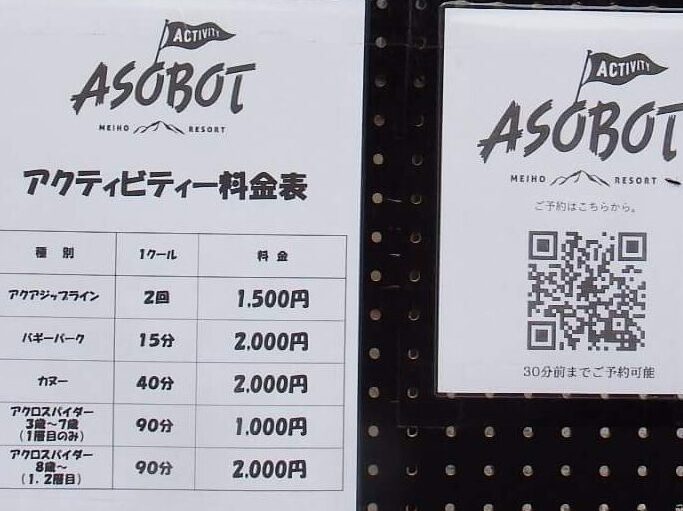 ACTIVITY
ASOBOT
MEIHO RESORT
アクティビティー料金表
種別 1クール 料金
アクアジップライン 2回 1.500円
バギーパーク 15分 2.000円
カヌー 40分 2.000円
アクロスパイダー
3歳～7歳
(1層目のみ) 90分 1.000円
アクロスパイダー
8歳～
(1.2層目) 90分 2.000円
ACTIVITY
ASOBOT
MEIHO RESORT
ご予約はこちらから。
30分前までご予約可能